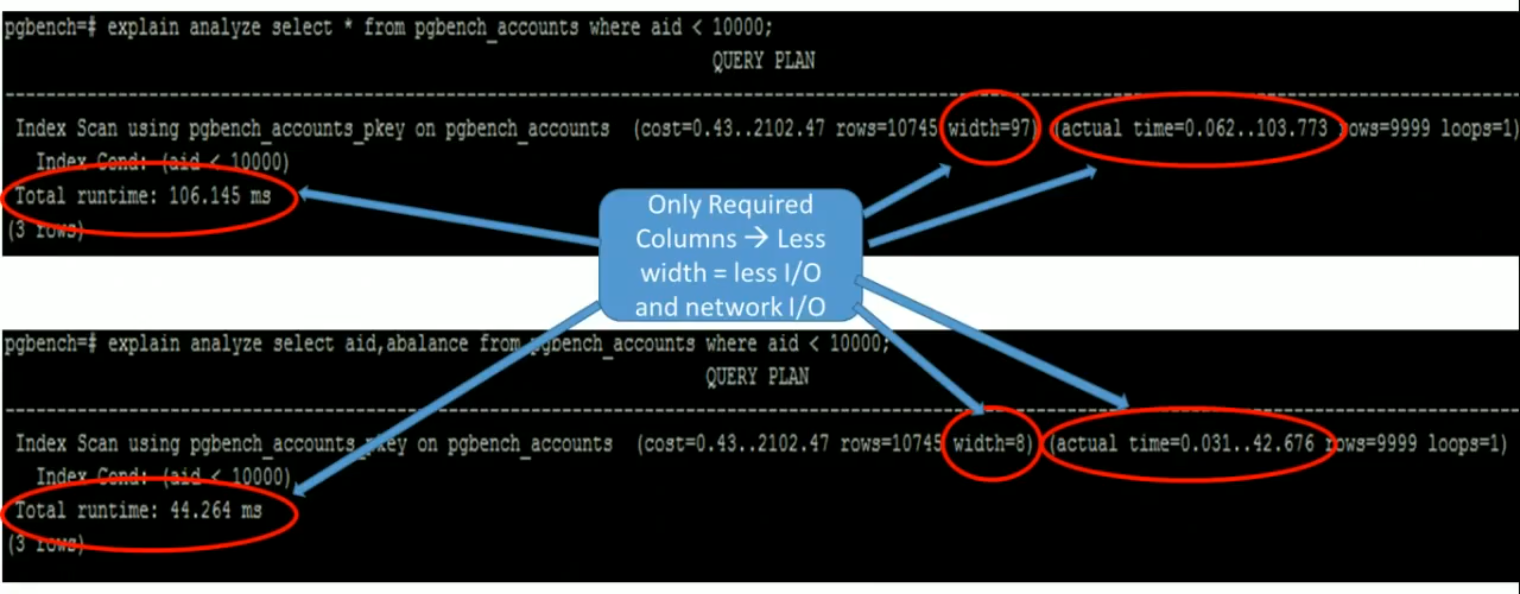 pgbench=# explain analyze select * from pgbench_accounts where aid < 10000;
QUERY PLAN
--------------------------------------------------------------------------------
Index Scan using pgbench_accounts_pkey on pgbench_accounts (cost=0.43..2102.47 rows=10745 width=97) (actual time=0.062..103.773 rows=9999 loops=1)
Index Cond: (aid < 10000)
Total runtime: 106.145 ms
(3 rows)
Only Required
Columns → Less
width = less I/O
and network I/O
pgbench=# explain analyze select aid,abalance from pgbench_accounts where aid < 10000;
QUERY PLAN
--------------------------------------------------------------------------------
Index Scan using pgbench_accounts_pkey on pgbench_accounts (cost=0.43..2102.47 rows=10745 width=8) (actual time=0.031..42.676 rows=9999 loops=1)
Index Cond: (aid < 10000)
Total runtime: 44.264 ms
(3 rows)